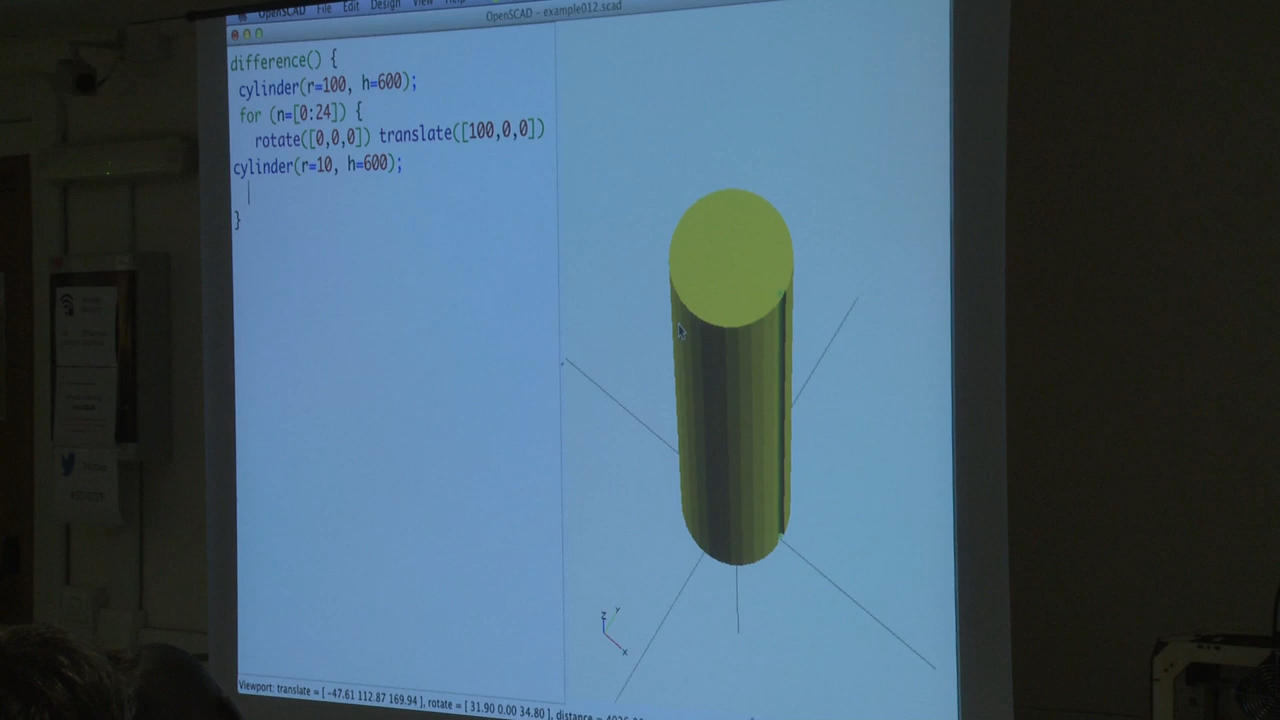 OpenSCAD File Edit Design View Help
OpenSCAD - example012.scad
difference() {
cylinder(r=100, h=600);
for (n=[0:24]) {
rotate([0,0,0]) translate([100,0,0])
cylinder(r=10, h=600);
}
Z
Y
X
Viewport: translate = [ -47.61 112.87 169.94 ], rotate = [ 31.90 0.00 34.80 ], distance =